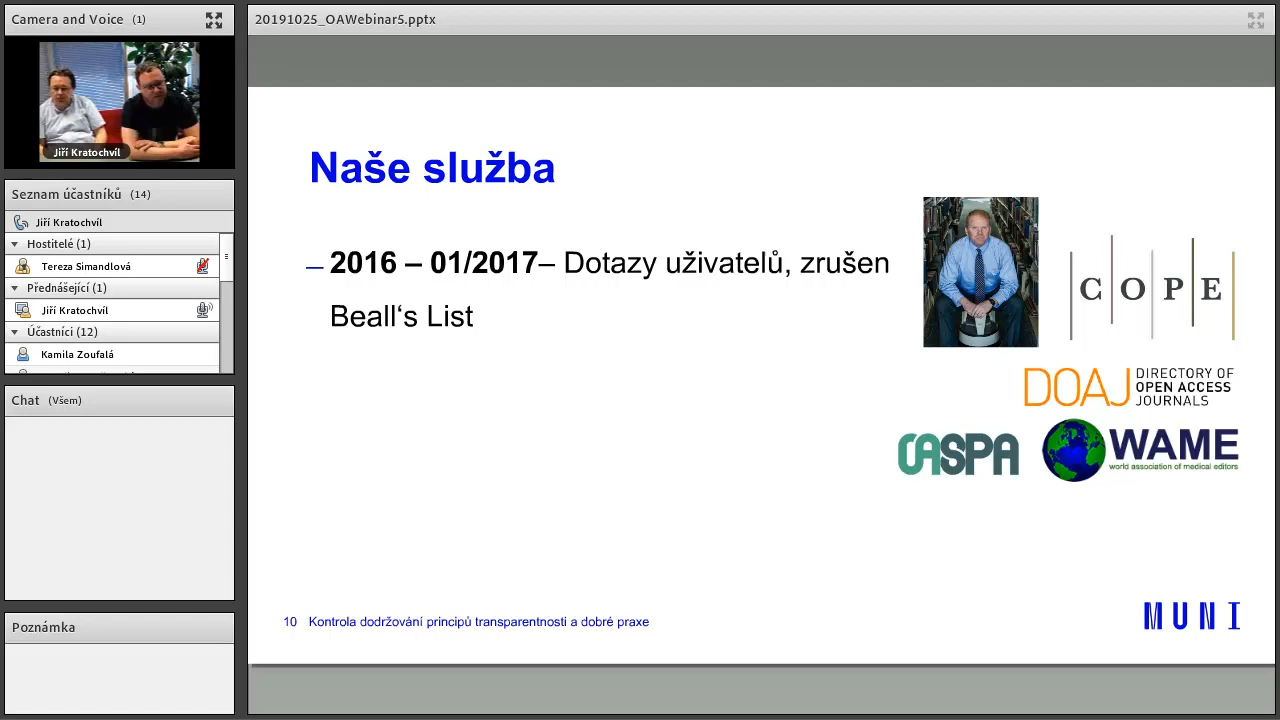 Camera and Voice (1)
20191025_OAWebinar5.pptx
Jiří Kratochvíl
Seznam účastníků (14)
Jiří Kratochvíl
Hostitelé (1)
Tereza Simandlová
Přednášející (1)
Jiří Kratochvíl
Účastníci (12)
Kamila Zoufalá
Chat (Všem)
Poznámka
Naše služba
– 2016 – 01/2017– Dotazy uživatelů, zrušen
Beall‘s List
COPE
DOAJ
DIRECTORY OF
OPEN ACCESS
JOURNALS
OASPA
WAME
world association of medical editors
10 Kontrola dodržování principů transparentnosti a dobré praxe
MUNI